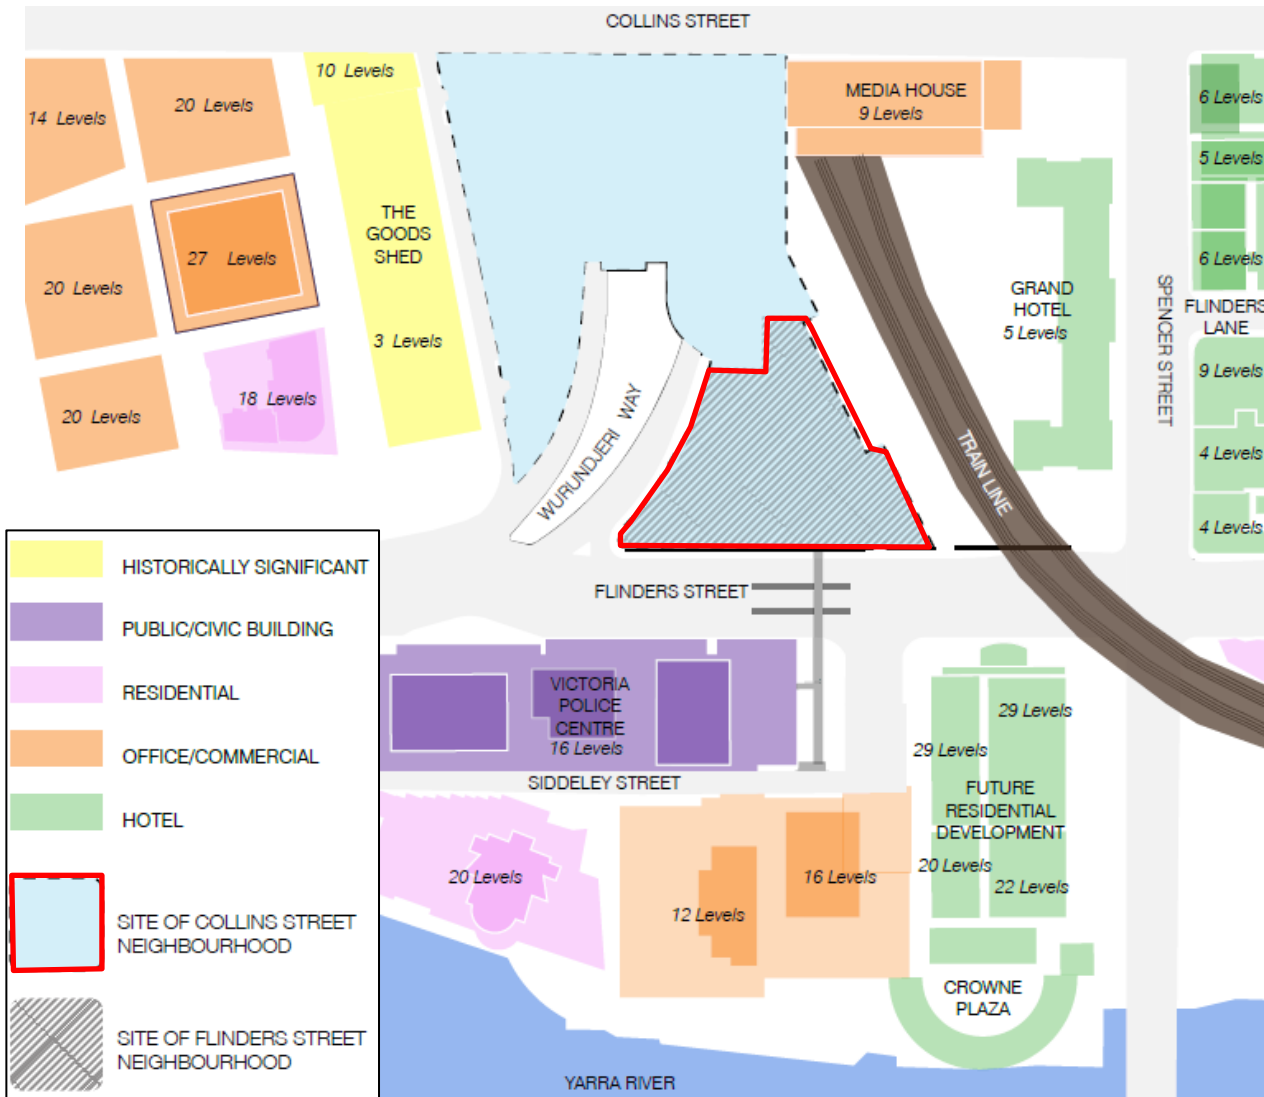 COLLINS STREET
10 Levels
14 Levels
20 Levels
MEDIA HOUSE
9 Levels
6 Levels
5 Levels
THE
GOODS
SHED
27 Levels
6 Levels
20 Levels
GRAND
HOTEL
5 Levels
SPENCER STREET
FLINDERS
LANE
3 Levels
9 Levels
18 Levels
20 Levels
WURUNDJERI WAY
TRAIN LINE
4 Levels
4 Levels
HISTORICALLY SIGNIFICANT
PUBLIC/CIVIC BUILDING
RESIDENTIAL
OFFICE/COMMERCIAL
HOTEL
SITE OF COLLINS STREET
NEIGHBOURHOOD
SITE OF FLINDERS STREET
NEIGHBOURHOOD
FLINDERS STREET
VICTORIA
POLICE
CENTRE
16 Levels
29 Levels
29 Levels
SIDDELEY STREET
FUTURE
RESIDENTIAL
DEVELOPMENT
20 Levels
16 Levels
20 Levels
22 Levels
12 Levels
CROWNE
PLAZA
YARRA RIVER